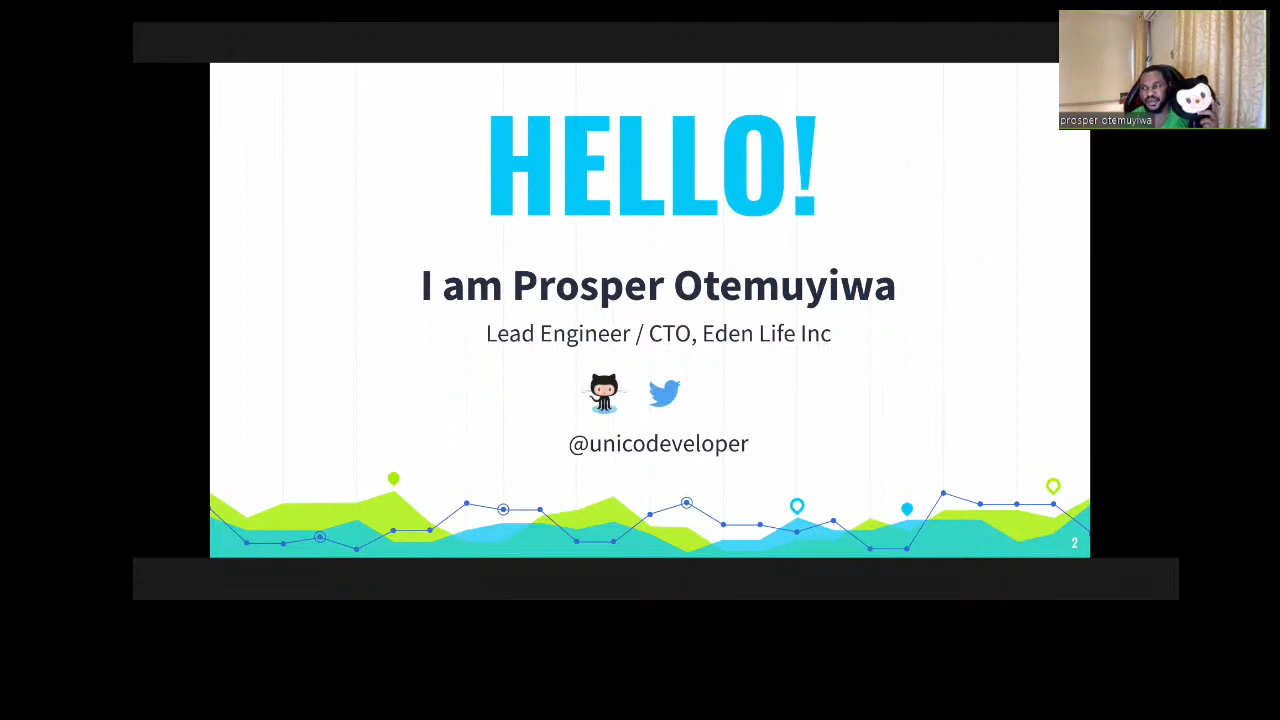 HELLO!
I am Prosper Otemuyiwa
Lead Engineer / CTO, Eden Life Inc
@unicodeveloper
2
prosper otemuyiwa